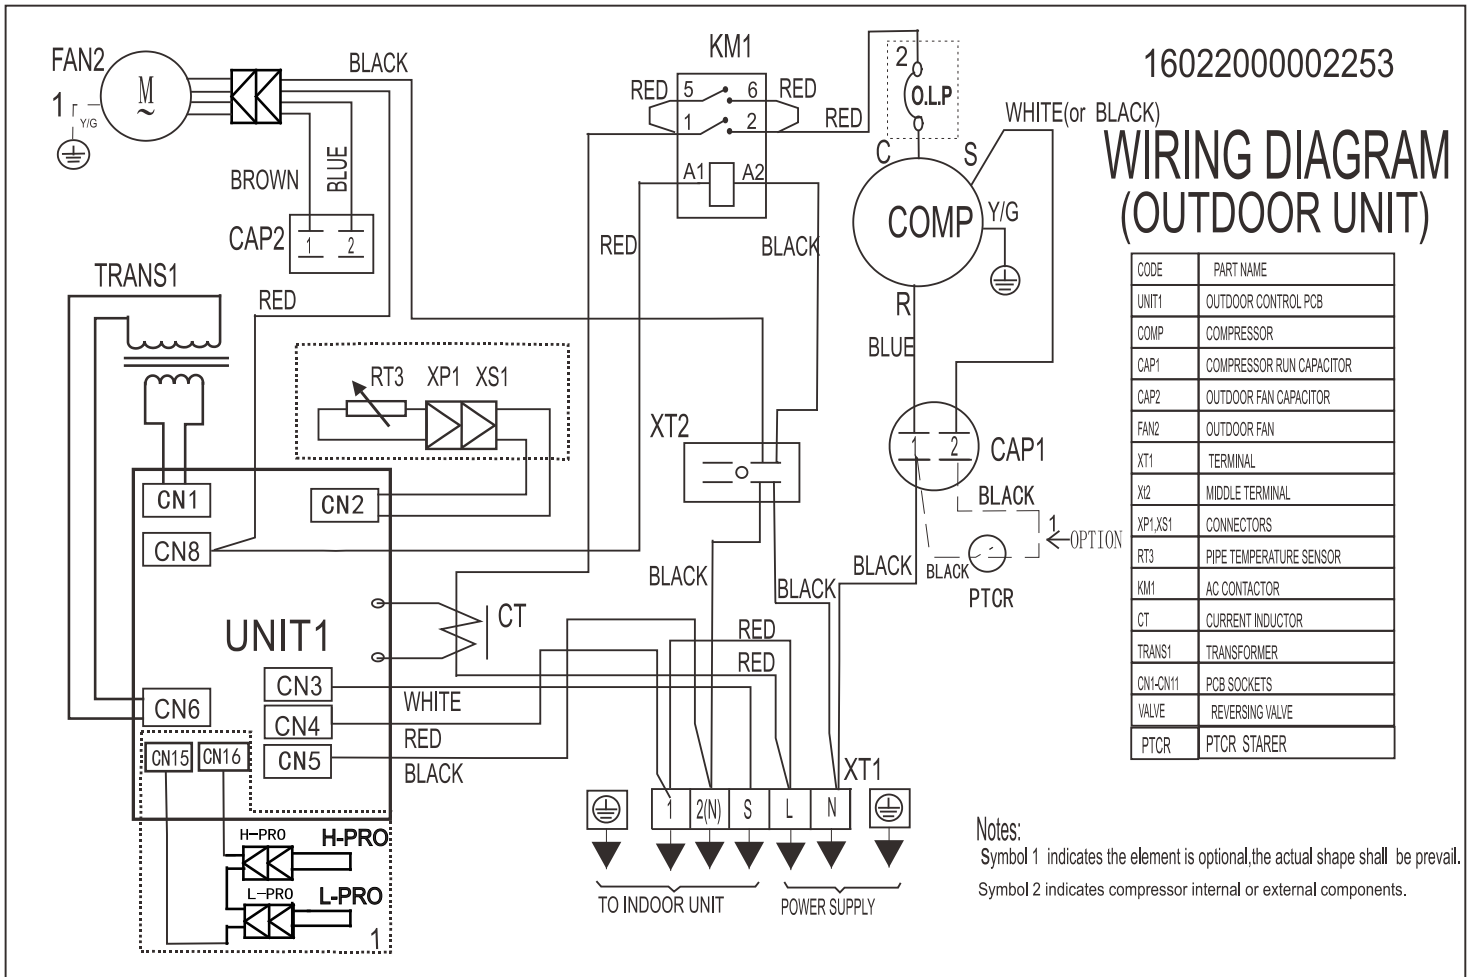 16022000002253
WIRING DIAGRAM
(OUTDOOR UNIT)
FAN2
M
~
1
Y/G
BLACK
BROWN
BLUE
CAP2
1 2
RED
TRANS1
KM1
RED 5 6 RED
1 2
A1 A2
RED
RED
BLACK
2
O.L.P
C S
WHITE(or BLACK)
COMP
Y/G
R
BLUE
RT3 XP1 XS1
XT2
1 2
CAP1
BLACK
1
OPTION
BLACK
PTCR
BLACK
BLACK
BLACK
CN1
CN2
CN8
UNIT1
CT
RED
RED
CN3
WHITE
CN4
RED
CN6
CN5
BLACK
CN15
CN16
H-PRO
H-PRO
L-PRO
L-PRO
1
XT1
1 2(N) S L N
TO INDOOR UNIT
POWER SUPPLY
CODE PART NAME
UNIT1 OUTDOOR CONTROL PCB
COMP COMPRESSOR
CAP1 COMPRESSOR RUN CAPACITOR
CAP2 OUTDOOR FAN CAPACITOR
FAN2 OUTDOOR FAN
XT1 TERMINAL
Xt2 MIDDLE TERMINAL
XP1,XS1 CONNECTORS
RT3 PIPE TEMPERATURE SENSOR
KM1 AC CONTACTOR
CT CURRENT INDUCTOR
TRANS1 TRANSFORMER
CN1-CN11 PCB SOCKETS
VALVE REVERSING VALVE
PTCR PTCR STARER
Notes:
Symbol 1 indicates the element is optional,the actual shape shall be prevail.
Symbol 2 indicates compressor internal or external components.